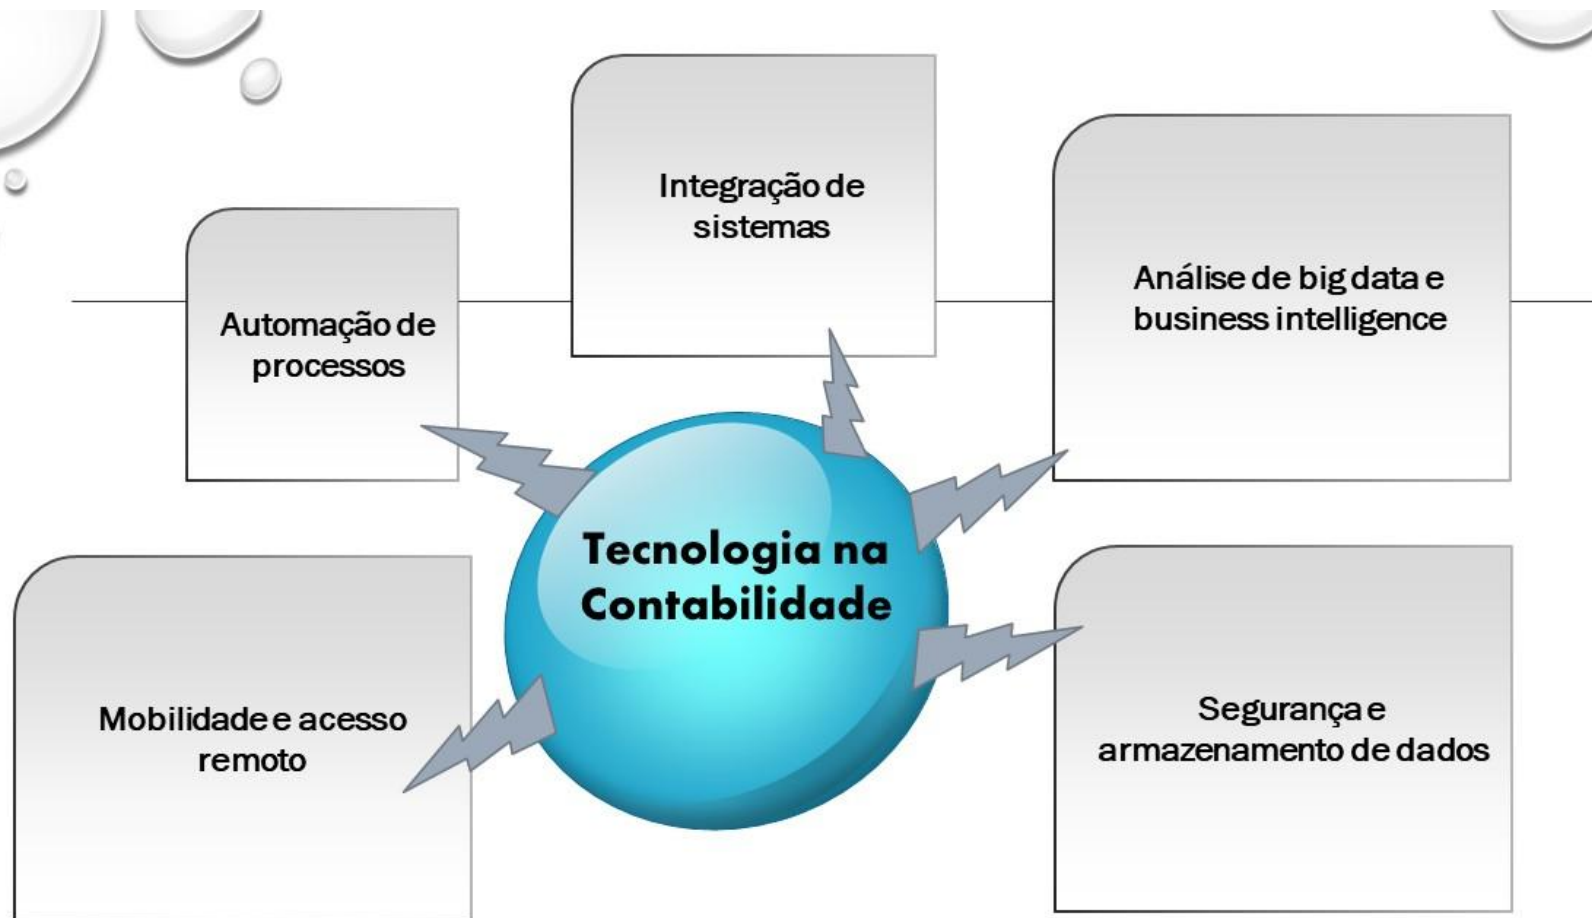 Integração de
sistemas
Análise de big data e
business intelligence
Automação de
processos
Tecnologia na
Contabilidade
Mobilidade e acesso
remoto
Segurança e
armazenamento de dados